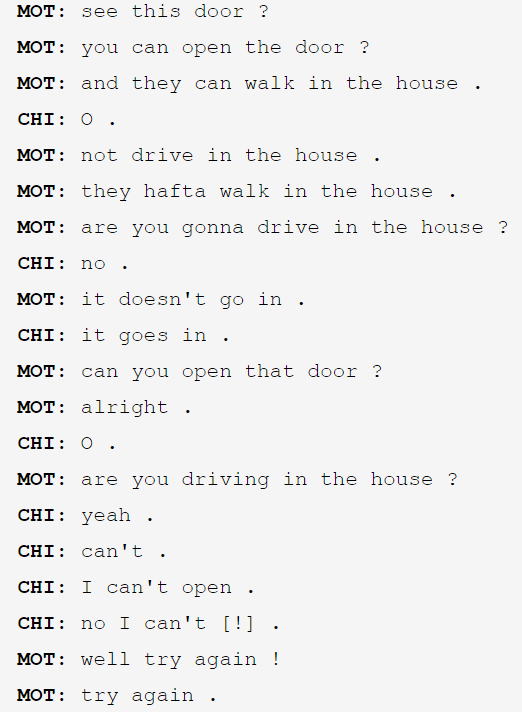 MOT: see this door ?
MOT: you can open the door ?
MOT: and they can walk in the house .
CHI: O .
MOT: not drive in the house .
MOT: they hafta walk in the house .
MOT: are you gonna drive in the house ?
CHI: no .
MOT: it doesn't go in .
CHI: it goes in .
MOT: can you open that door ?
MOT: alright .
CHI: O .
MOT: are you driving in the house ?
CHI: yeah .
CHI: can't .
CHI: I can't open .
CHI: no I can't [!] .
MOT: well try again !
MOT: try again .